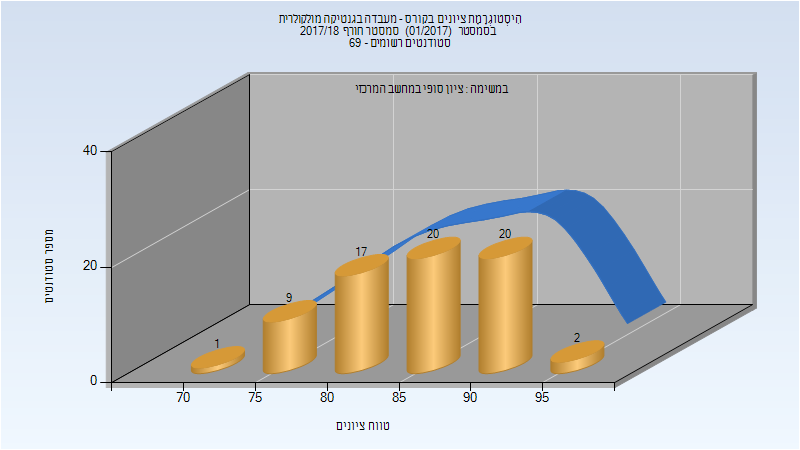 הִיסְטוֹגְרָמַת ציונים בקורס - מעבדה בגנטיקה מולקולרית
בסמסטר (01/2017) סמסטר חורף 2017/18
סטודנטים רשומים - 69
במשימה : ציון סופי במחשב המרכזי
מספר סטודנטים
40
20
0
1
9
17
20
20
2
70
75
80
85
90
95
טווח ציונים